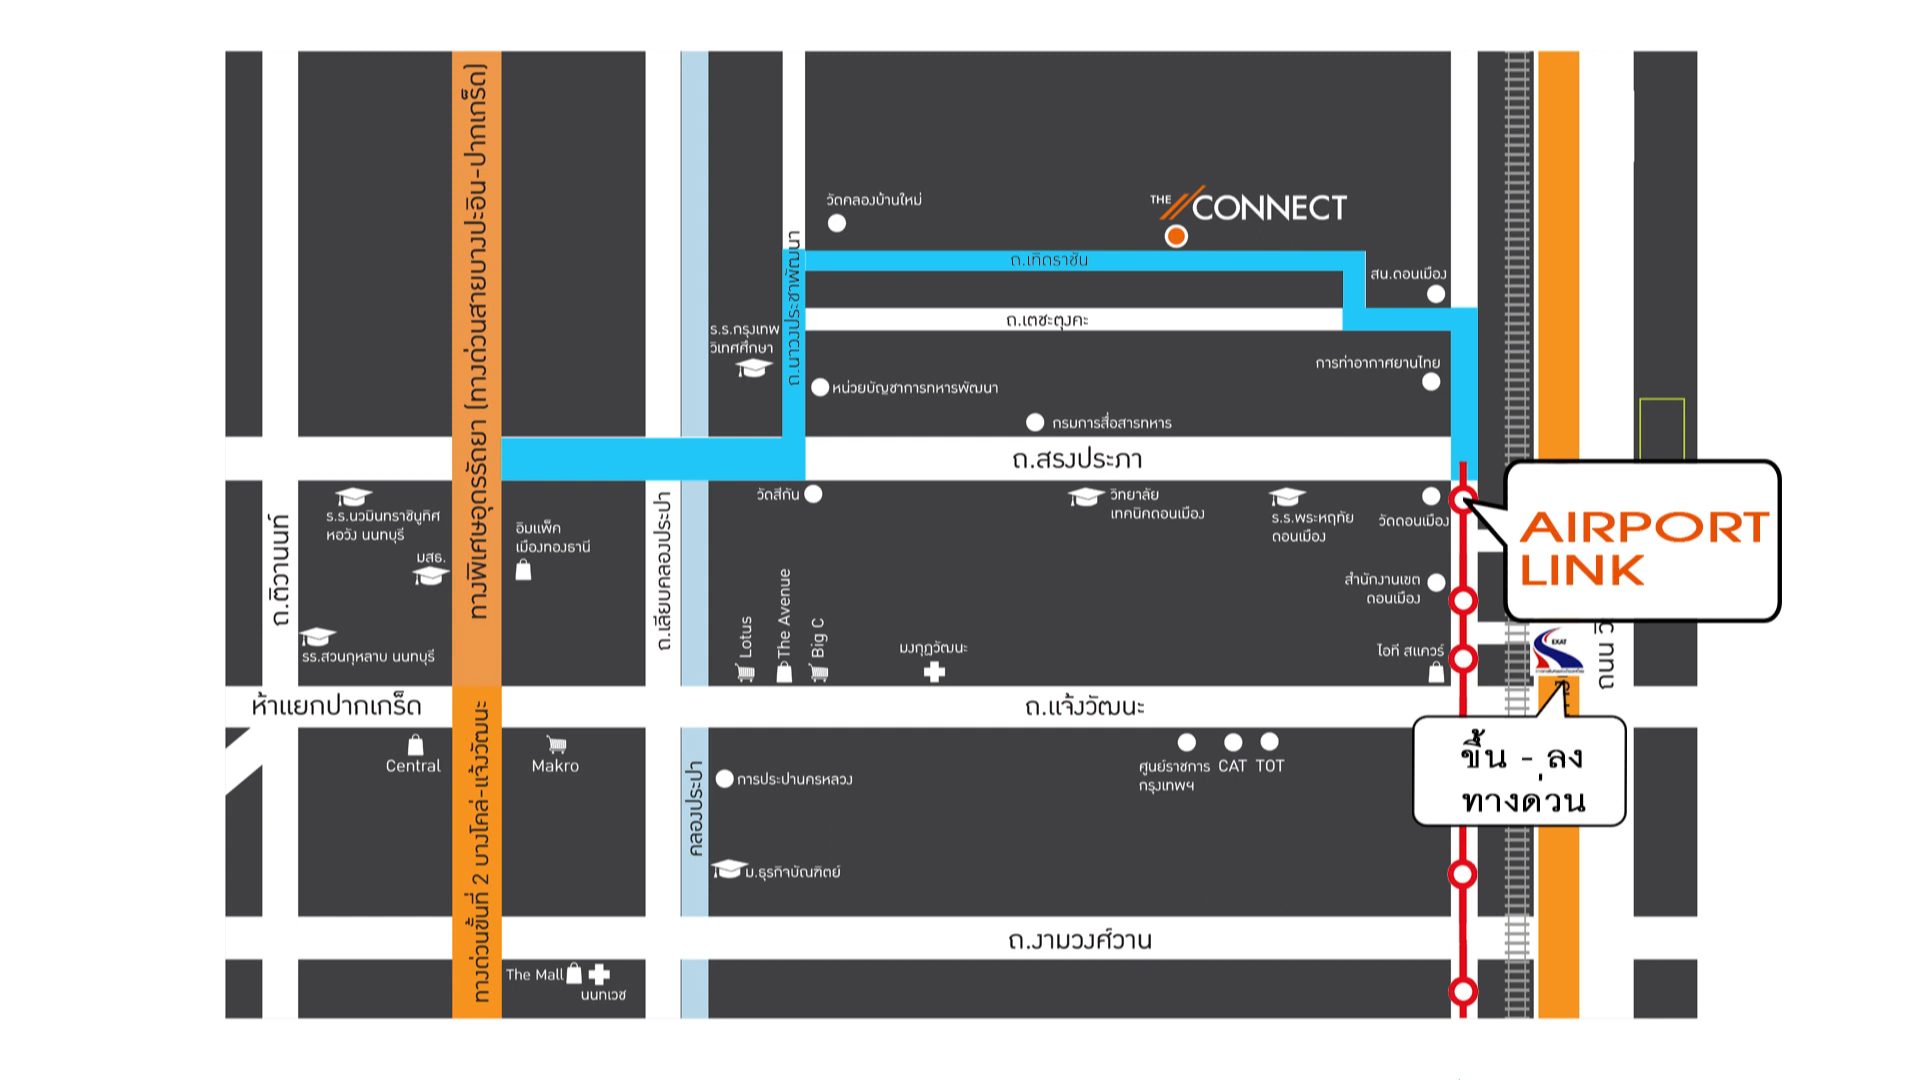 ทางพิเศษอุดรรัถยา (ทางด่วนสายบางปะอิน-ปากเกร็ด)
วัดคลองบ้านใหม่
THE CONNECT
ถ.เทิดราชัน
สน.ดอนเมือง
ถ.นาวงประชาพัฒนา
ถ.เตชะตุงคะ
ร.ร.กรุงเทพ
วิเทศศึกษา
การท่าอากาศยานไทย
หน่วยบัญชาการทหารพัฒนา
กรมการสื่อสารทหาร
ถ.สรงประภา
วัดสีกัน
วิทยาลัย
เทคนิคดอนเมือง
ร.ร.พระหฤทัย
ดอนเมือง
วัดดอนเมือง
AIRPORT
LINK
ถ.ติวานนท์
ร.ร.นวมินทราชินูทิศ
หอวัง นนทบุรี
มสธ.
อิมแพ็ค
เมืองทองธานี
ถ.เลียบคลองประปา
สำนักงานเขต
ดอนเมือง
รร.สวนกุหลาบ นนทบุรี
Lotus
The Avenue
Big C
มงกุฎวัฒนะ
ไอที สแควร์
EXAT
ถนน วิ
ห้าแยกปากเกร็ด
ถ.แจ้งวัฒนะ
ขึ้น - ลง
ทางด่วน
Central
Makro
ทางด่วนขั้นที่ 2 บางโคล่-แจ้งวัฒนะ
คลองประปา
การประปานครหลวง
ศูนย์ราชการ
กรุงเทพฯ
CAT
TOT
ม.ธุรกิจบัณฑิตย์
ถ.งามวงศ์วาน
The Mall
นนทเวช